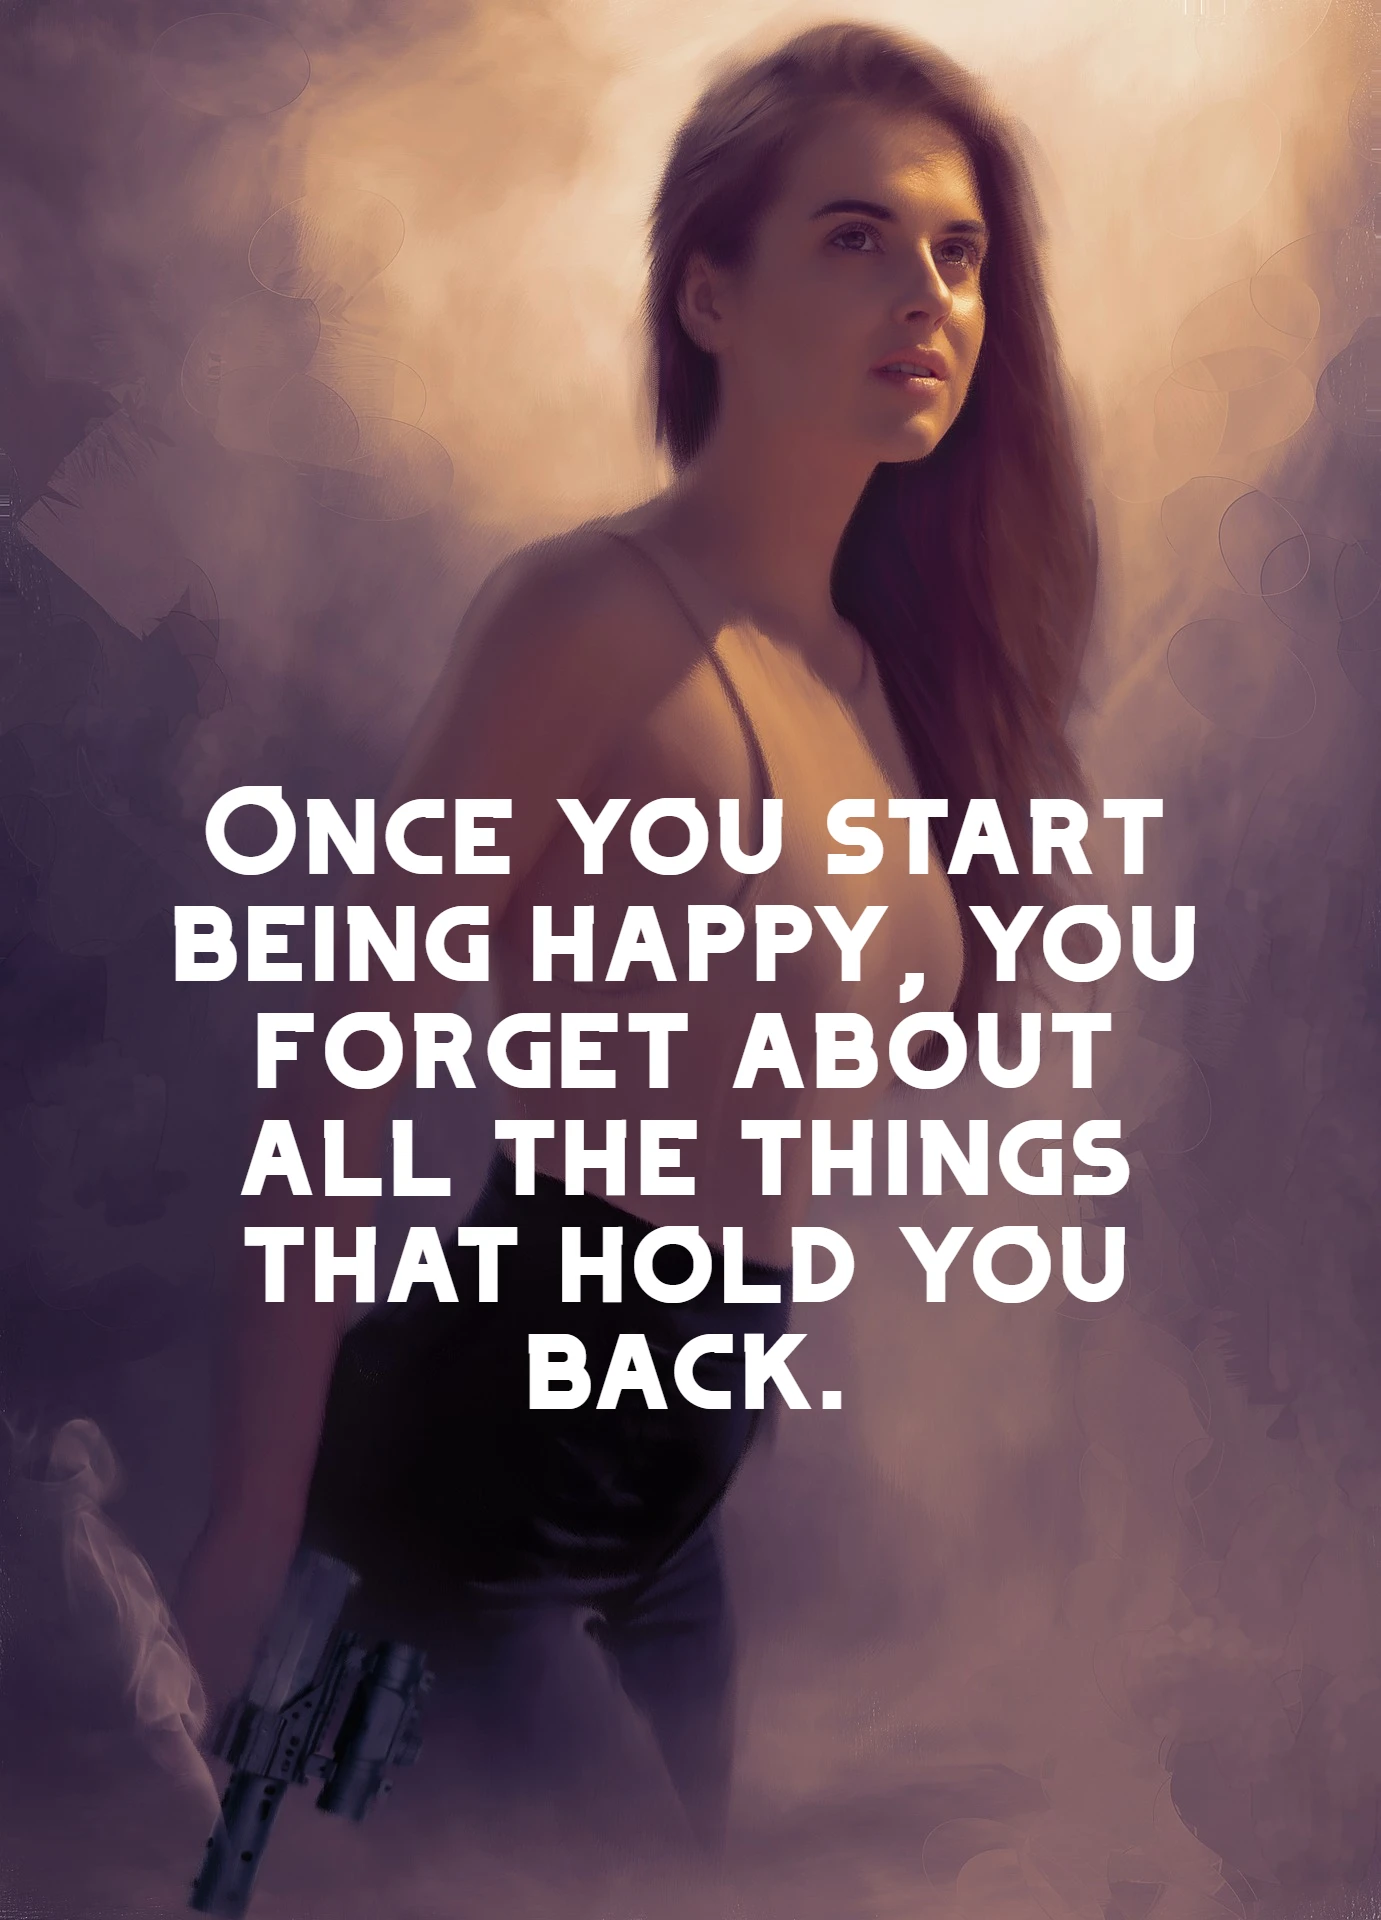 Once you start
being happy, you
forget about
all the things
that hold you
back.